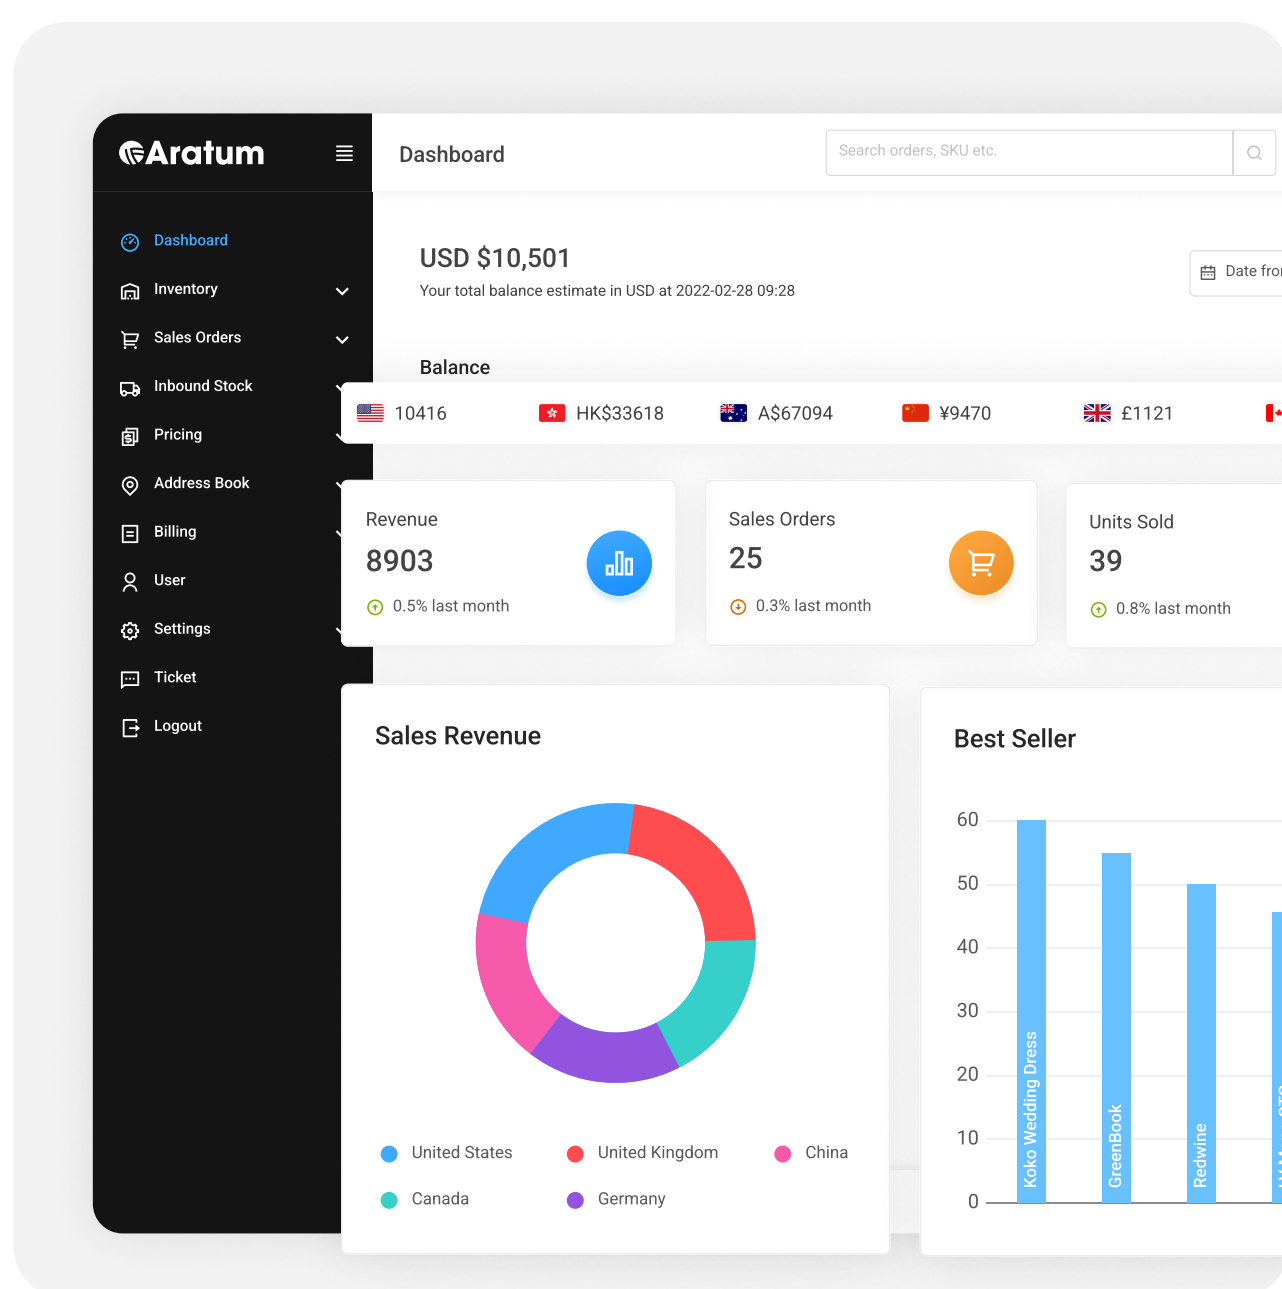 Aratum
Dashboard
Search orders, SKU etc.
Dashboard
Inventory
Sales Orders
Inbound Stock
Pricing
Address Book
Billing
User
Settings
Ticket
Logout
USD $10,501
Your total balance estimate in USD at 2022-02-28 09:28
Date
Balance
10416
HK$33618
A$67094
¥9470
£1121
Revenue
8903
0.5% last month
Sales Orders
25
0.3% last month
Units Sold
39
0.8% last month
Sales Revenue
United States
United Kingdom
China
Canada
Germany
Best Seller
60
50
40
30
20
10
0
Koko Wedding Dress
GreenBook
Redwine